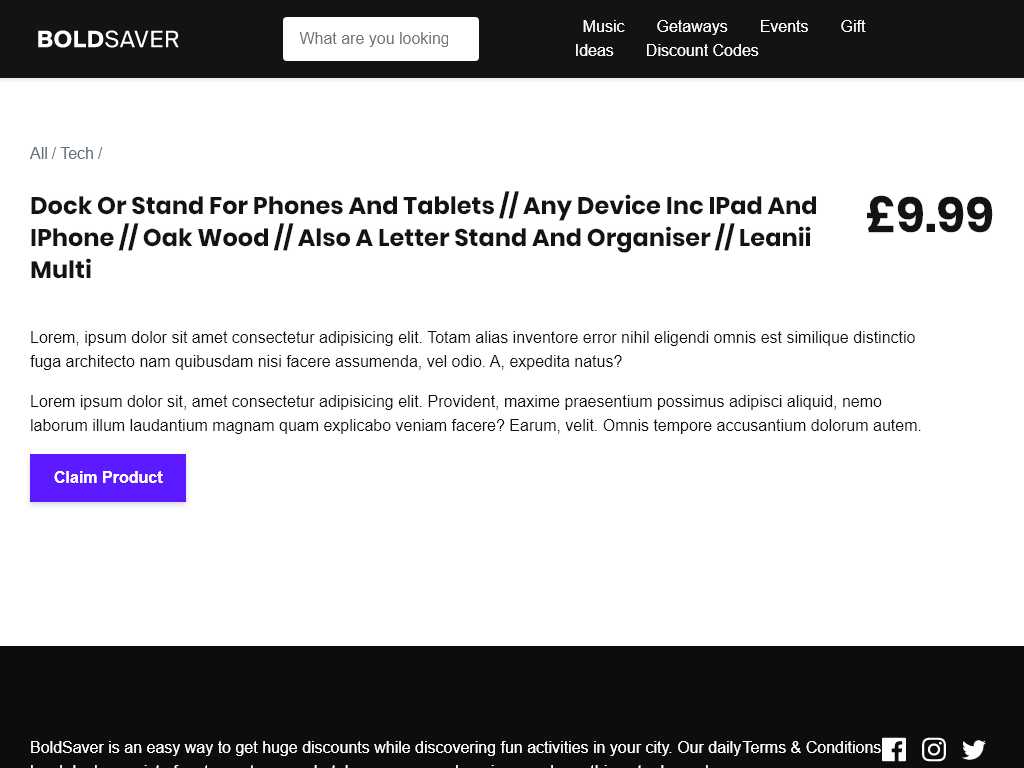 BOLDSAVER
What are you looking
Music Getaways Events Gift
Ideas Discount Codes
All / Tech /
Dock Or Stand For Phones And Tablets // Any Device Inc IPad And
IPhone // Oak Wood // Also A Letter Stand And Organiser // Leanii
Multi
£9.99
Lorem, ipsum dolor sit amet consectetur adipisicing elit. Totam alias inventore error nihil eligendi omnis est similique distinctio
fuga architecto nam quibusdam nisi facere assumenda, vel odio. A, expedita natus?
Lorem ipsum dolor sit, amet consectetur adipisicing elit. Provident, maxime praesentium possimus adipisci aliquid, nemo
laborum illum laudantium magnam quam explicabo veniam facere? Earum, velit. Omnis tempore accusantium dolorum autem.
Claim Product
BoldSaver is an easy way to get huge discounts while discovering fun activities in your city. Our daily
Terms & Conditions